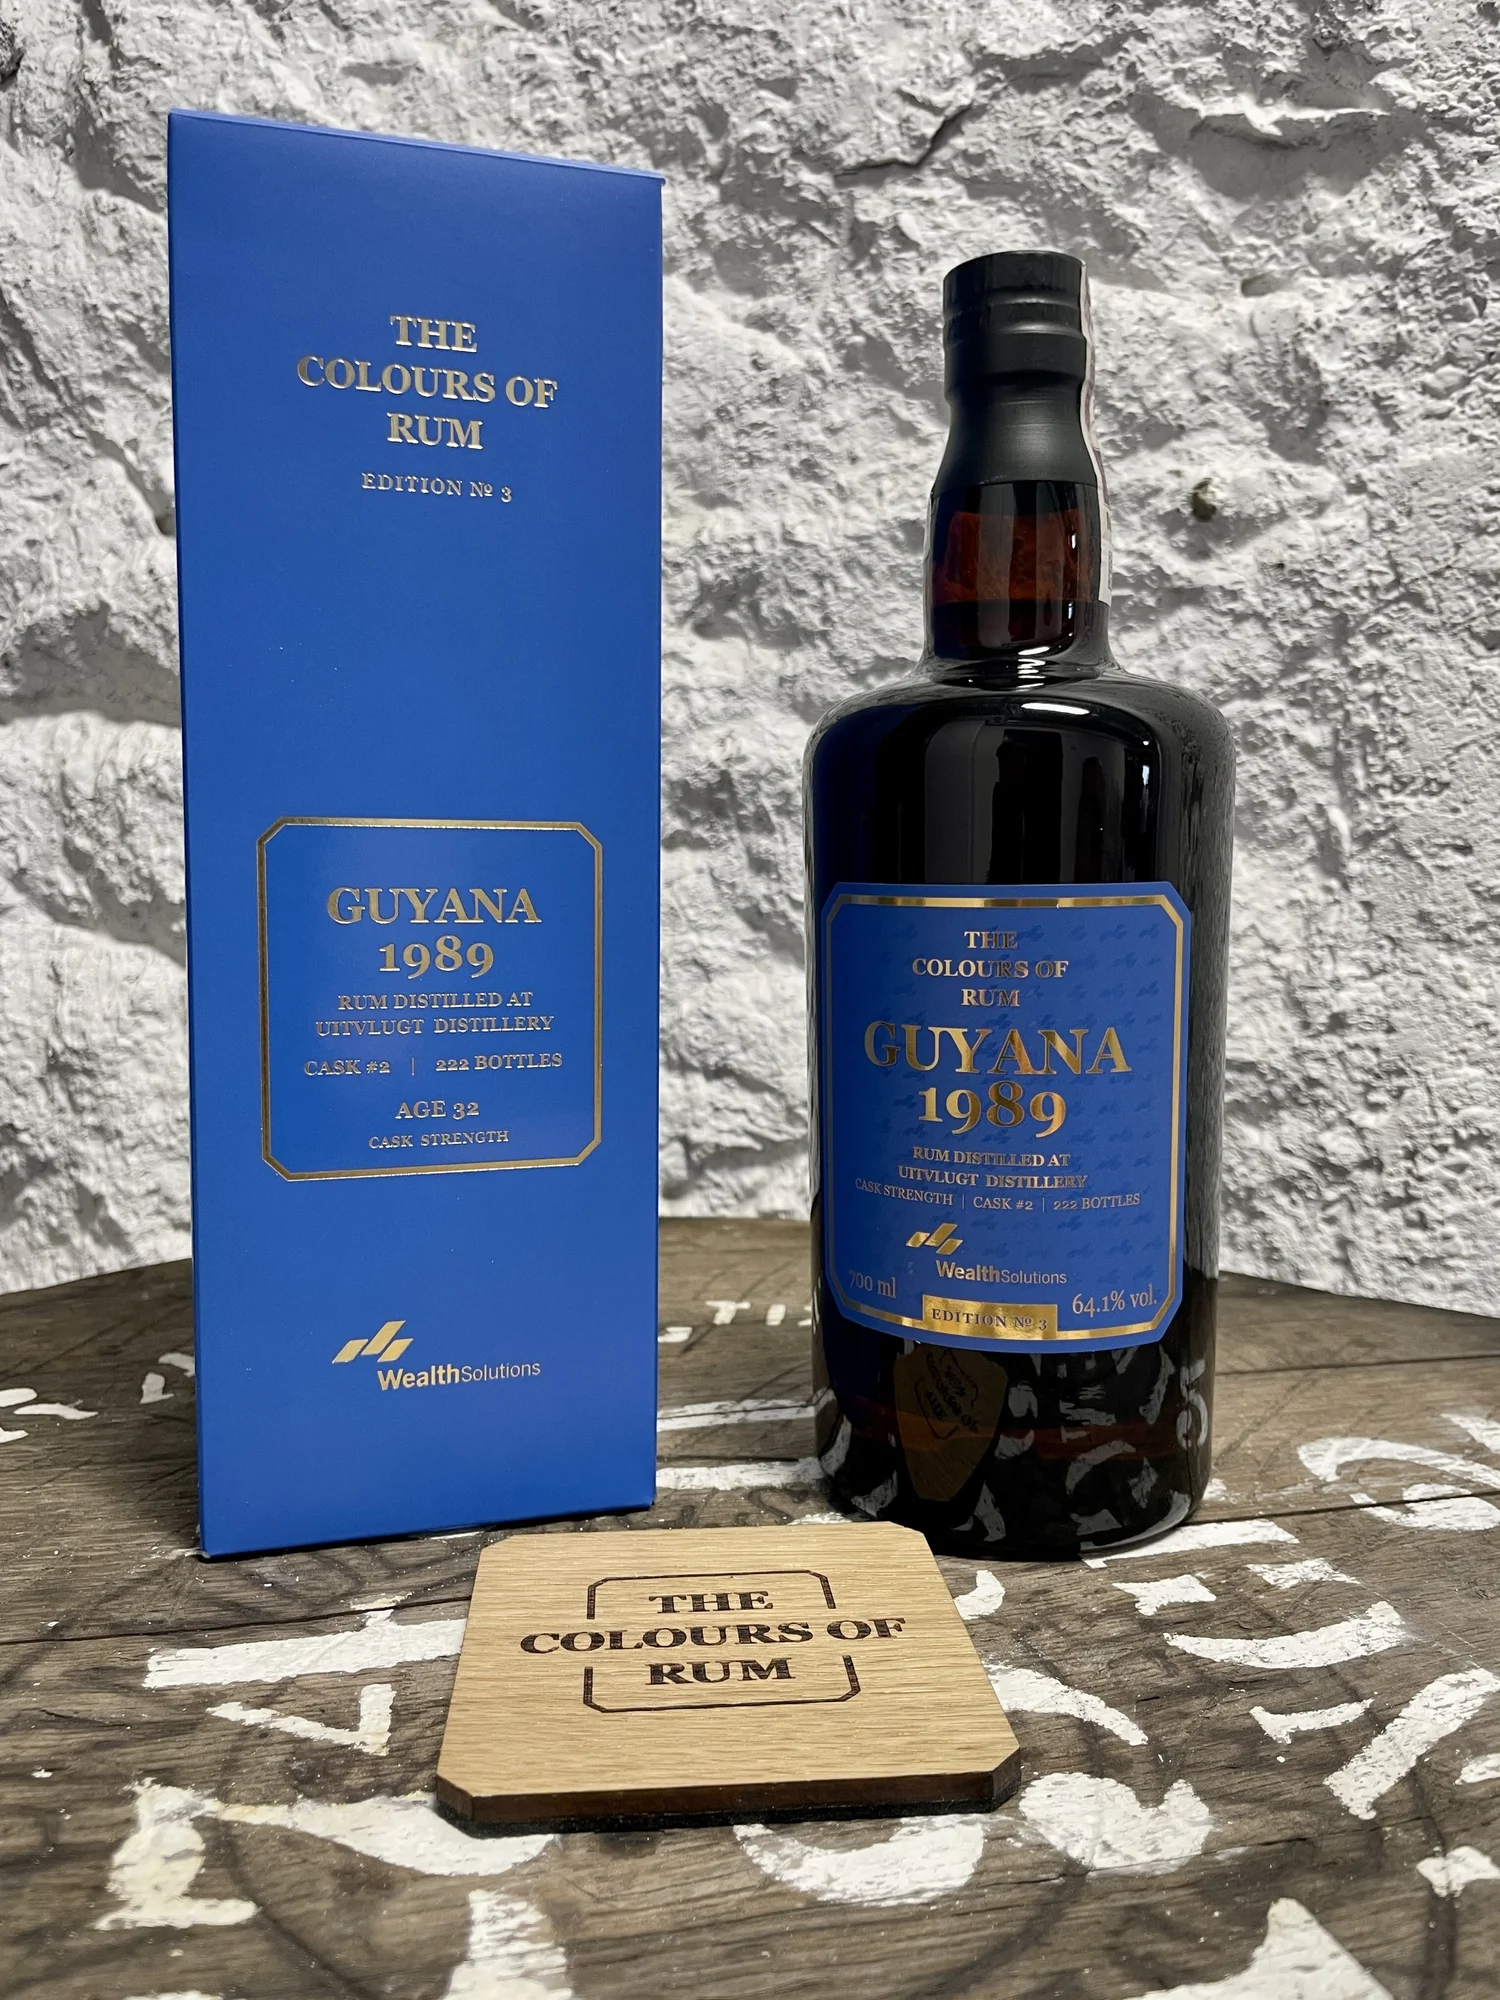 THE
COLOURS OF
RUM
EDITION № 3
GUYANA
1989
RUM DISTILLED AT
UITVLUGT DISTILLERY
CASK #2 | 222 BOTTLES
AGE 32
CASK STRENGTH
WealthSolutions
THE
COLOURS OF
RUM
GUYANA
1989
RUM DISTILLED AT
UITVLUGT DISTILLERY
CASK STRENGTH | CASK #2 | 222 BOTTLES
WealthSolutions
700 ml
64.1% vol.
EDITION № 3
THE
COLOURS OF
RUM